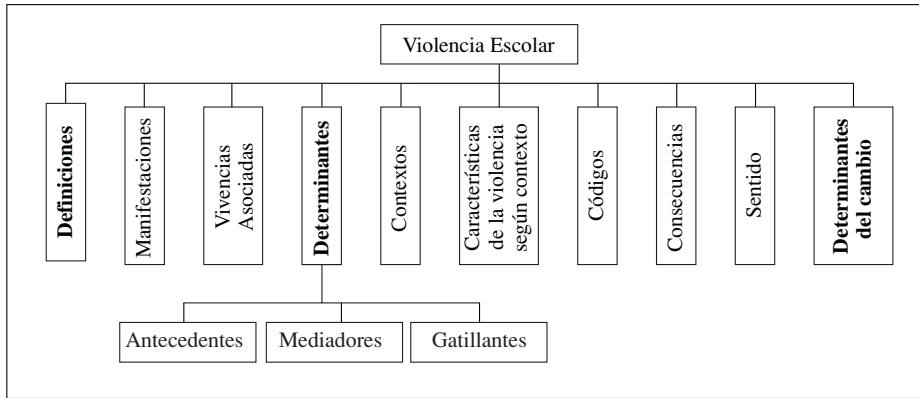 Violencia Escolar
Definiciones
Manifestaciones
Vivencias
Asociadas
Determinantes
Contextos
Características
de la violencia
según contexto
Códigos
Consecuencias
Sentido
Determinantes
del cambio
Antecedentes
Mediadores
Gatillantes